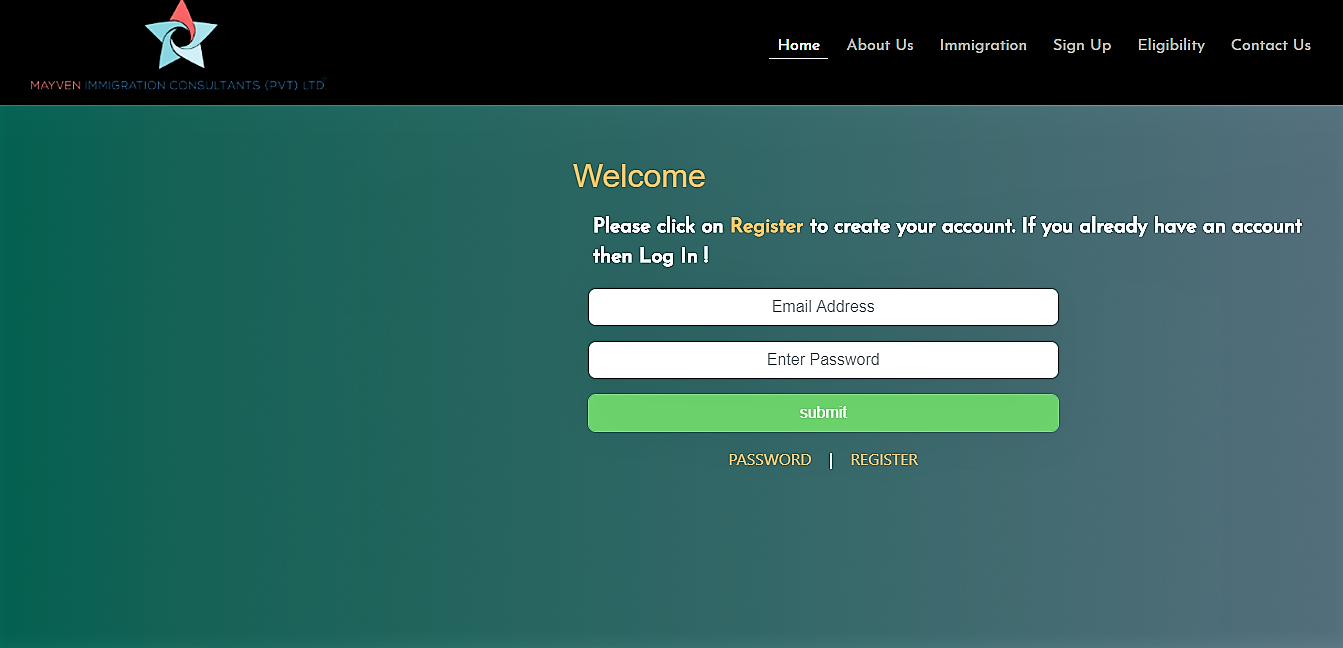 MAYVEN IMMIGRATION CONSULTANTS (PVT) LTD
Home About Us Immigration Sign Up Eligibility Contact Us
Welcome
Please click on Register to create your account. If you already have an account
then Log In !
Email Address
Enter Password
submit
PASSWORD | REGISTER